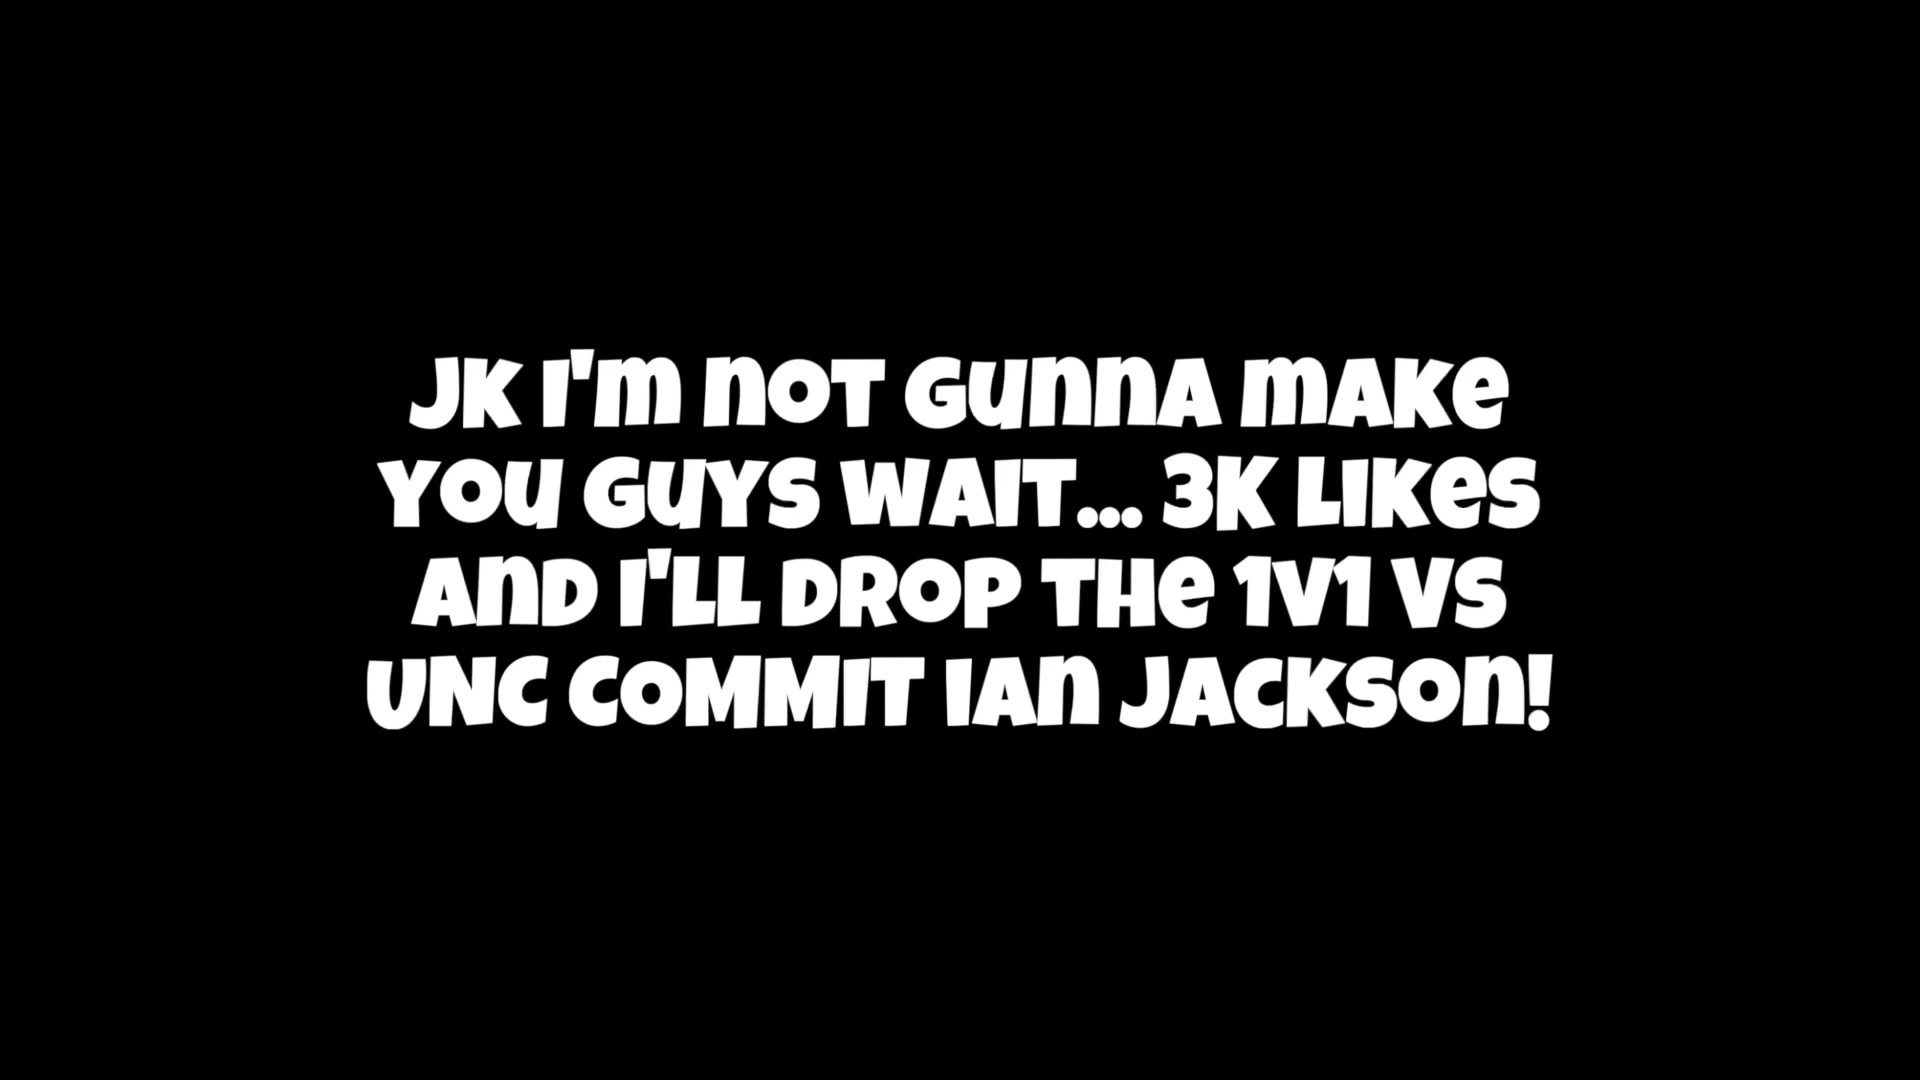 JK I'm not gunna make
you guys wait... 3k likes
and I'll drop the 1v1 vs
UNC commit Ian Jackson!